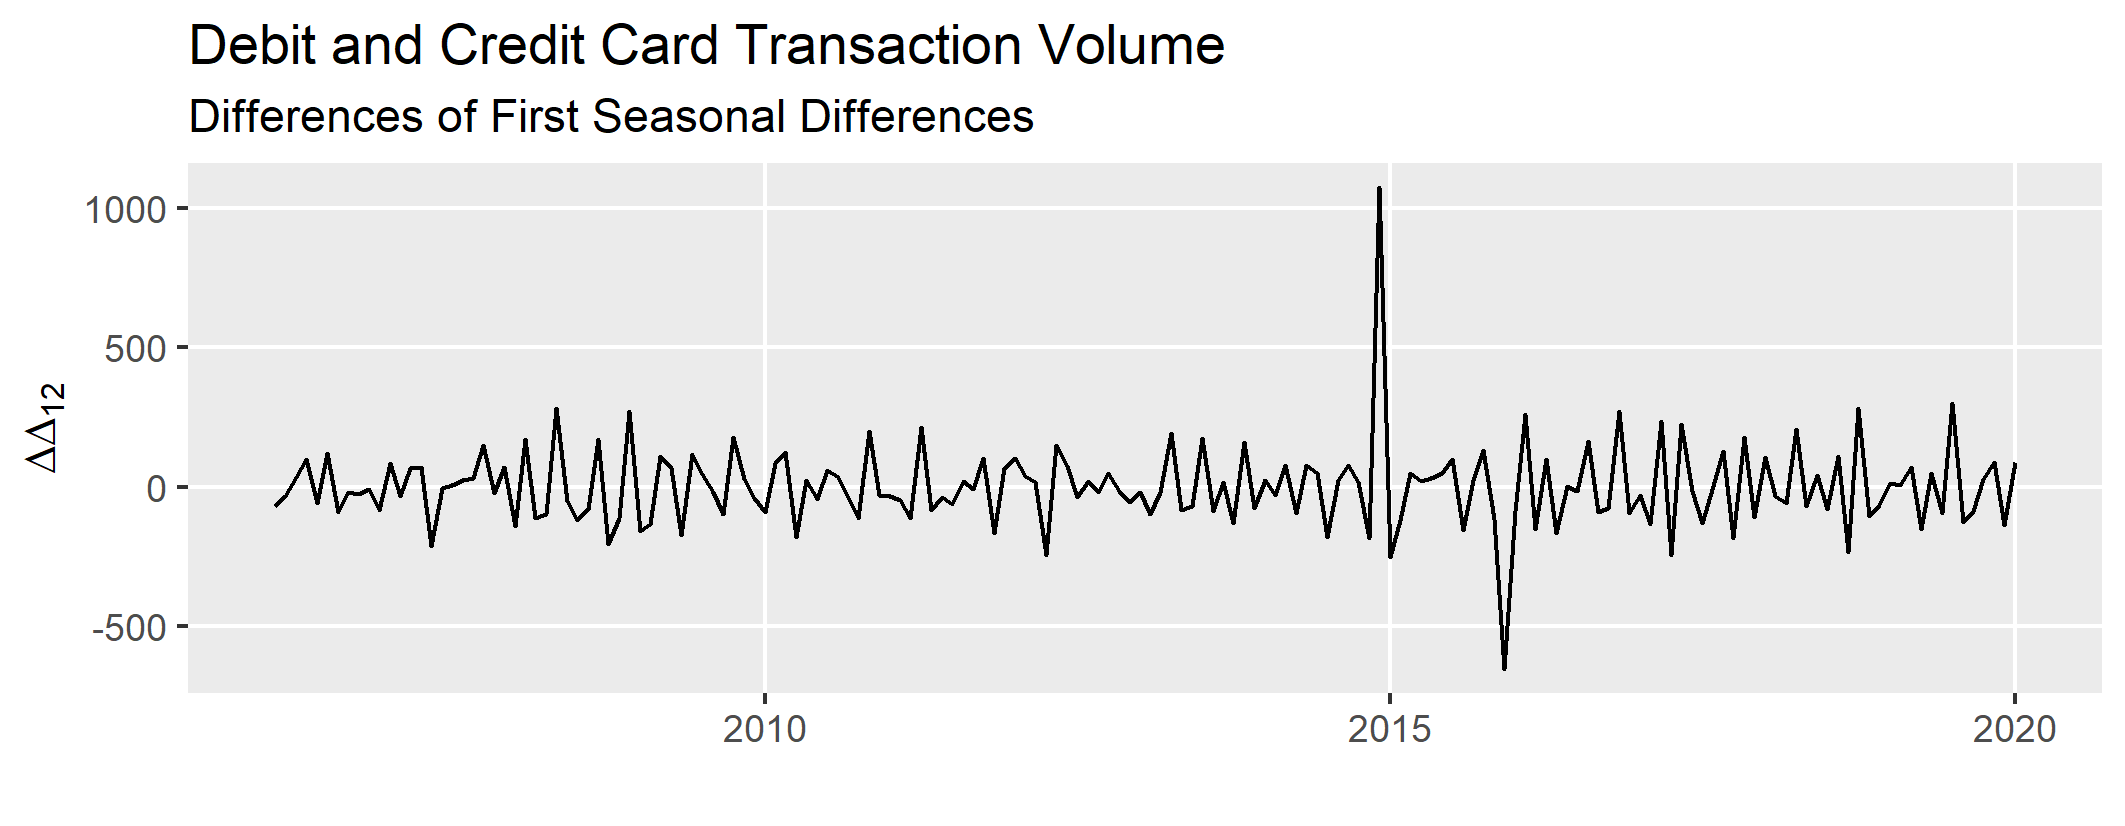 Debit and Credit Card Transaction Volume
Differences of First Seasonal Differences
1000
500
0
-500
ΔΔ₁₂
2010
2015
2020